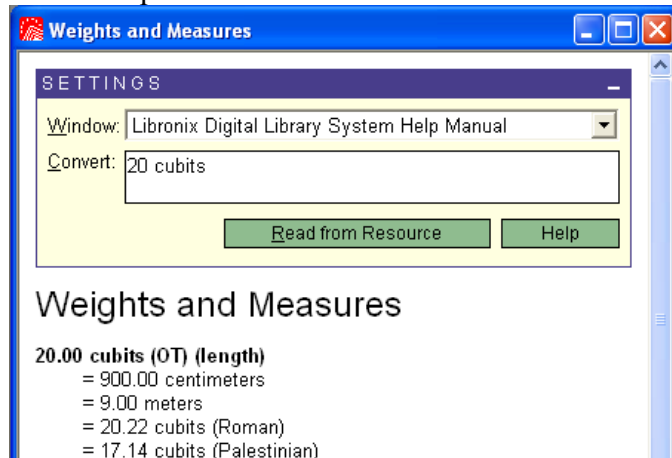 Weights and Measures
SETTINGS
Window: Libronix Digital Library System Help Manual
Convert: 20 cubits
Read from Resource Help
Weights and Measures
20.00 cubits (OT) (length)
= 900.00 centimeters
= 9.00 meters
= 20.22 cubits (Roman)
= 17.14 cubits (Palestinian)